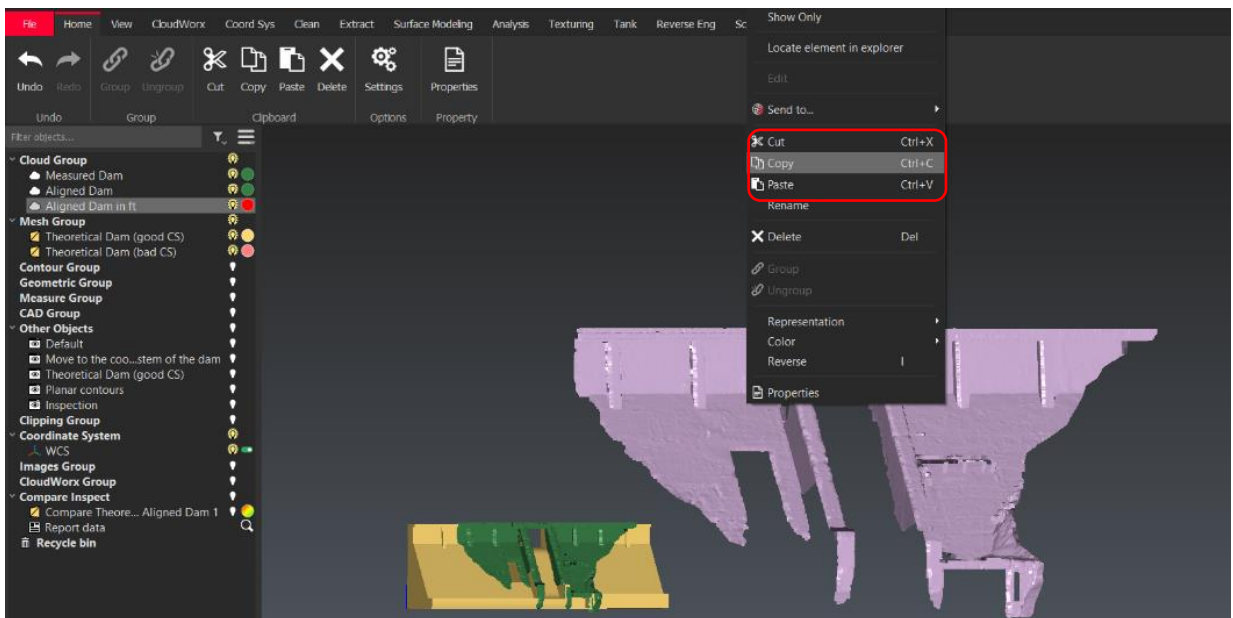 File Home View CloudWorx Coord Sys Clean Extract Surface Modeling Analysis Texturing Tank Reverse Eng Sc
Undo Redo Group Ungroup Cut Copy Paste Delete Settings Properties
Undo Group Clipboard Options Property
Filter objects...
Cloud Group
Measured Dam
Aligned Dam
Aligned Dam in ft
Mesh Group
Theoretical Dam (good CS)
Theoretical Dam (bad CS)
Contour Group
Geometric Group
Measure Group
CAD Group
Other Objects
Default
Move to the coo...stem of the dam
Theoretical Dam (good CS)
Planar contours
Inspection
Clipping Group
Coordinate System
WCS
Images Group
CloudWorx Group
Compare Inspect
Compare Theore... Aligned Dam 1
Report data
Recycle bin
Show Only
Locate element in explorer
Edit
Send to...
Cut Ctrl+X
Copy Ctrl+C
Paste Ctrl+V
Rename
Delete Del
Group
Ungroup
Representation
Color
Reverse I
Properties